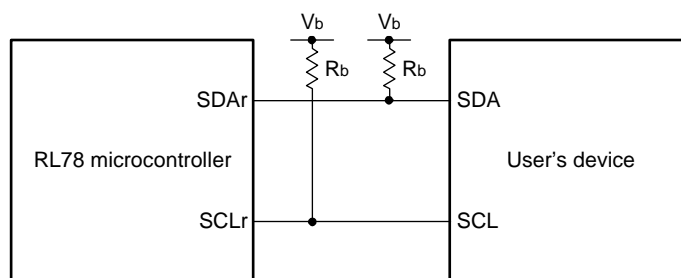 Vb Vb
Rb Rb
SDAr SDA
RL78 microcontroller User's device
SCLr SCL